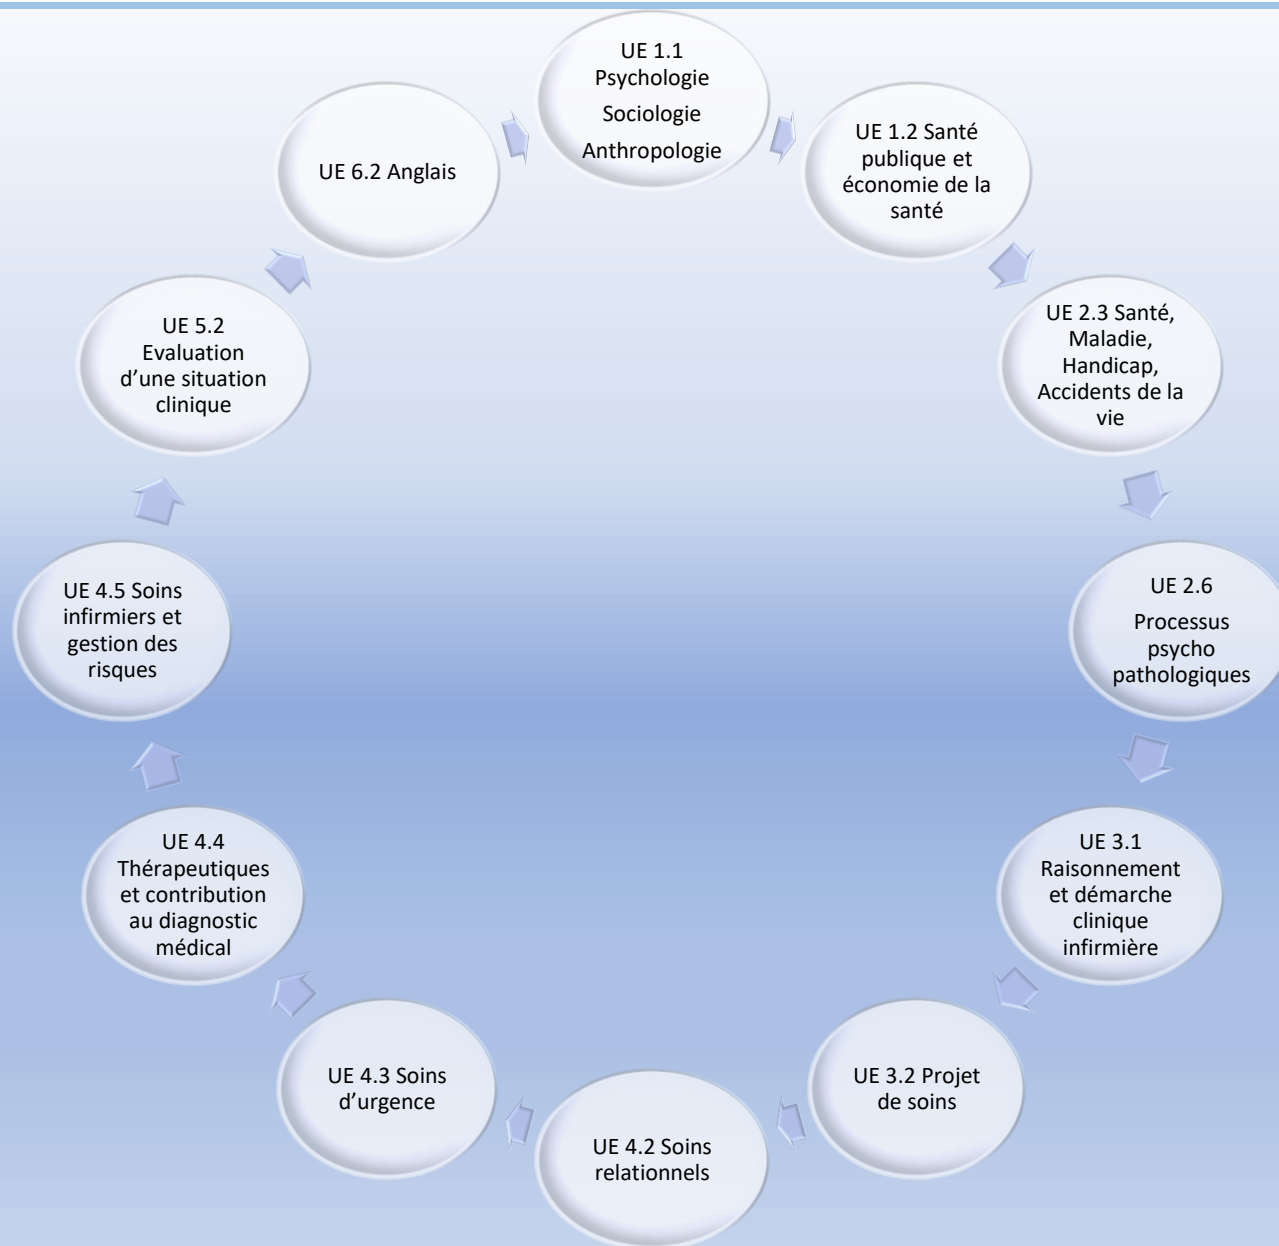 UE 1.1
Psychologie
Sociologie
Anthropologie
UE 1.2 Santé
publique et
économie de la
santé
UE 2.3 Santé,
Maladie,
Handicap,
Accidents de la
vie
UE 2.6
Processus
psycho
pathologiques
UE 3.1
Raisonnement
et démarche
clinique
infirmière
UE 3.2 Projet
de soins
UE 4.2 Soins
relationnels
UE 4.3 Soins
d’urgence
UE 4.4
Thérapeutiques
et contribution
au diagnostic
médical
UE 4.5 Soins
infirmiers et
gestion des
risques
UE 5.2
Evaluation
d’une situation
clinique
UE 6.2 Anglais